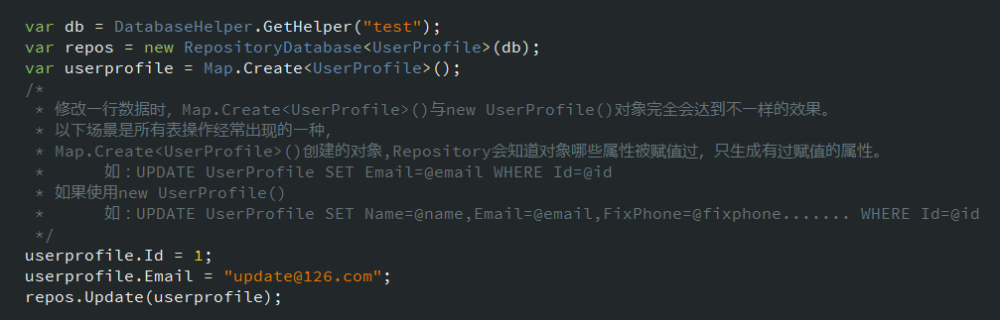 var db = DatabaseHelper.GetHelper("test");
var repos = new RepositoryDatabase<UserProfile>(db);
var userprofile = Map.Create<UserProfile>();
/*
 * 修改一行数据时，Map.Create<UserProfile>()与new UserProfile()对象完全会达到不一样的效果。
 * 以下场景是所有表操作经常出现的一种，
 * Map.Create<UserProfile>()创建的对象,Repository会知道对象哪些属性被赋值过，只生成有过赋值的属性。
 *      如：UPDATE UserProfile SET Email=@email WHERE Id=@id
 * 如果使用new UserProfile()
 *      如：UPDATE UserProfile SET Name=@name,Email=@email,FixPhone=@fixphone....... WHERE Id=@id
 */
userprofile.Id = 1;
userprofile.Email = "update@126.com";
repos.Update(userprofile);